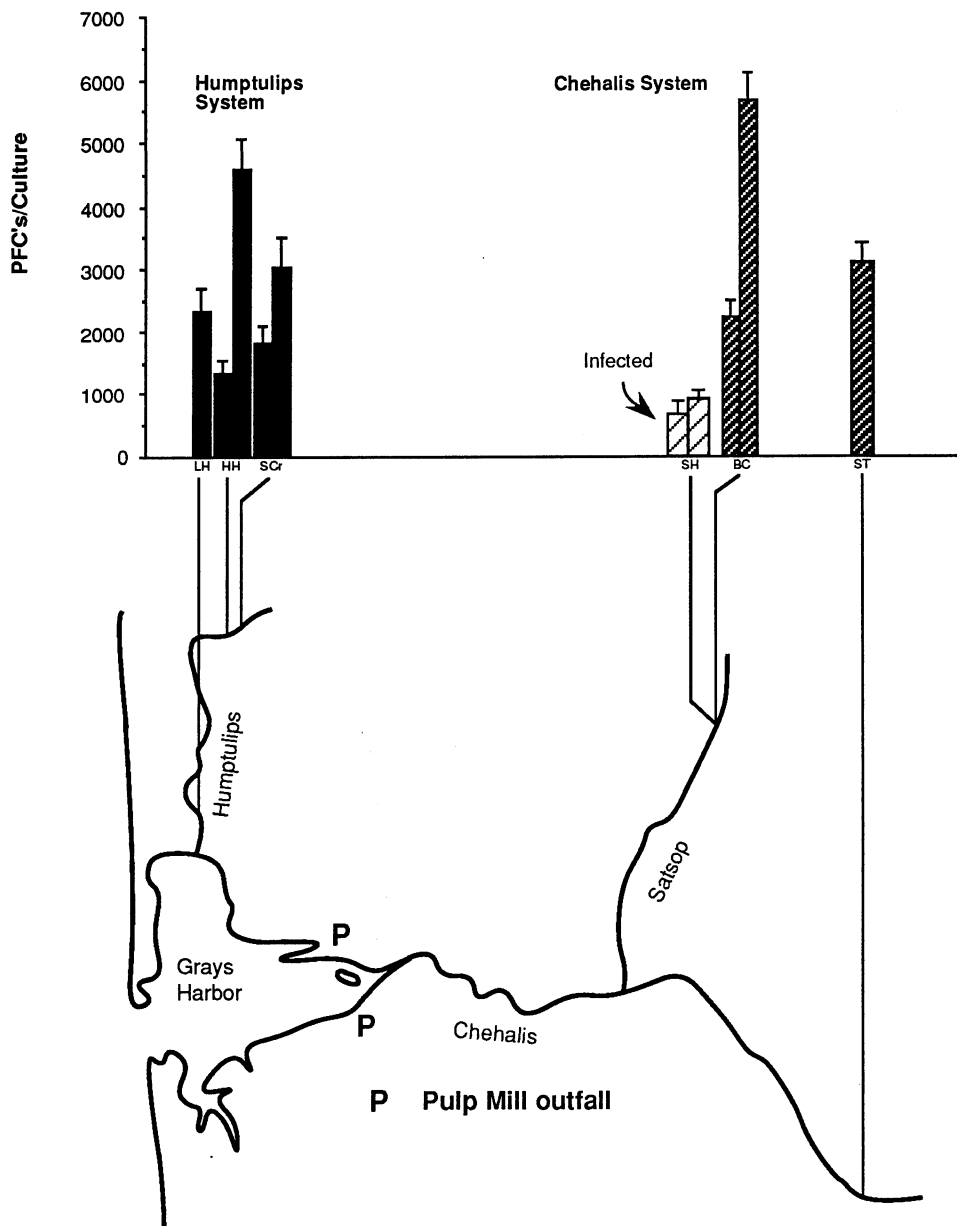 7000
6000
5000
4000
3000
2000
1000
0
PFC's/Culture
Humptulips
System
Chehalis System
Infected
LH HH SCr SH BC ST
Humptulips
Satsop
P
Grays
Harbor
P
Chehalis
P Pulp Mill outfall